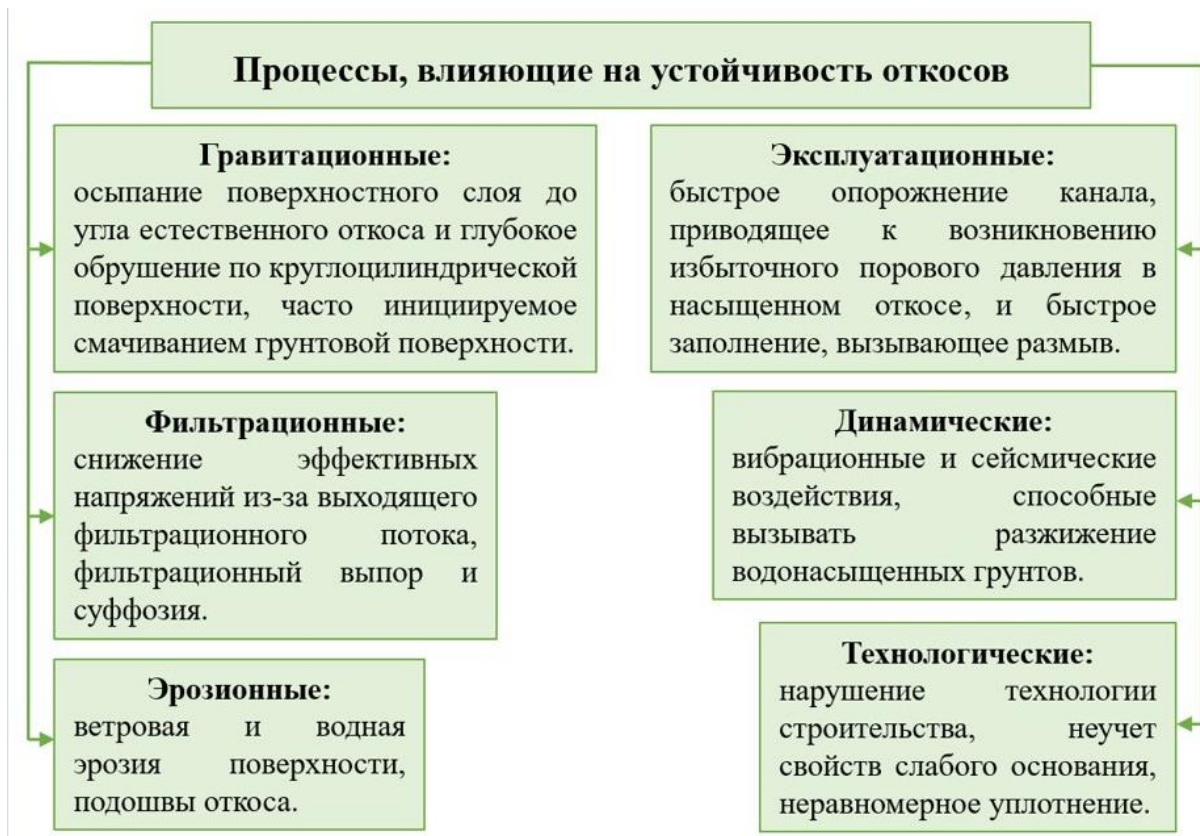 Процессы, влияющие на устойчивость откосов
Гравитационные:
осыпание поверхностного слоя до
угла естественного откоса и глубокое
обрушение по круглоцилиндрической
поверхности, часто инициируемое
смачиванием грунтовой поверхности.
Фильтрационные:
снижение эффективных
напряжений из-за выходящего
фильтрационного потока,
фильтрационный выпор и
суффозия.
Эрозионные:
ветровая и водная
эрозия поверхности,
подошвы откоса.
Эксплуатационные:
быстрое опорожнение канала,
приводящее к возникновению
избыточного порового давления в
насыщенном откосе, и быстрое
заполнение, вызывающее размыв.
Динамические:
вибрационные и сейсмические
воздействия, способные
вызывать разжижение
водонасыщенных грунтов.
Технологические:
нарушение технологии
строительства, неучет
свойств слабого основания,
неравномерное уплотнение.